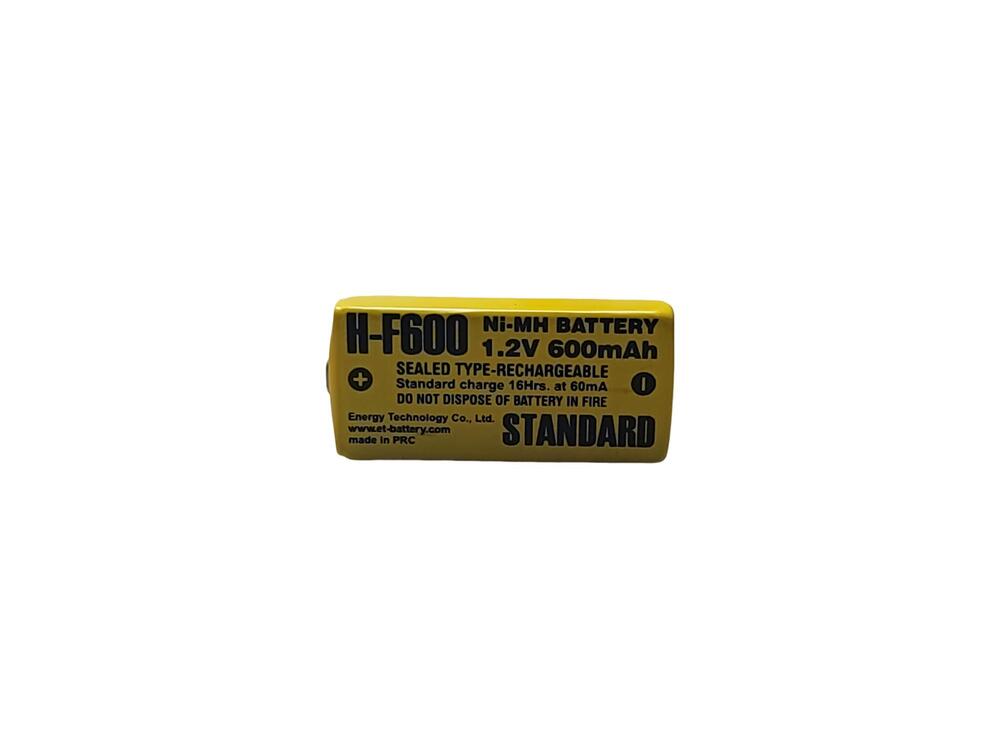 H-F600 Ni-MH BATTERY
1.2V 600mAh
SEALED TYPE-RECHARGEABLE
+ Standard charge 16Hrs. at 60mA -
DO NOT DISPOSE OF BATTERY IN FIRE
Energy Technology Co., Ltd.
www.et-battery.com
made in PRC
STANDARD